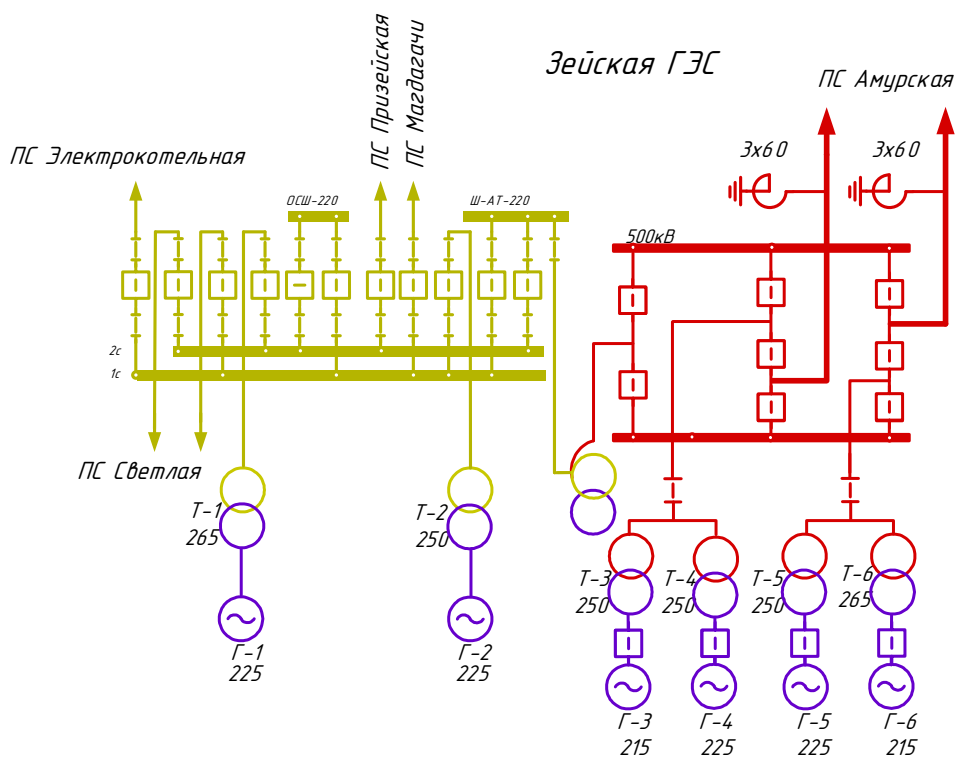 Зейская ГЭС
ПС Амурская
ПС Призейская
ПС Магдагачи
ПС Электрокотельная
3х60
3х60
ОСШ-220
Ш-АТ-220
500кВ
2с
1с
ПС Светлая
Т-1
265
Т-2
250
Т-3
250
Т-4
250
Т-5
250
Т-6
265
Г-1
225
Г-2
225
Г-3
215
Г-4
225
Г-5
225
Г-6
215